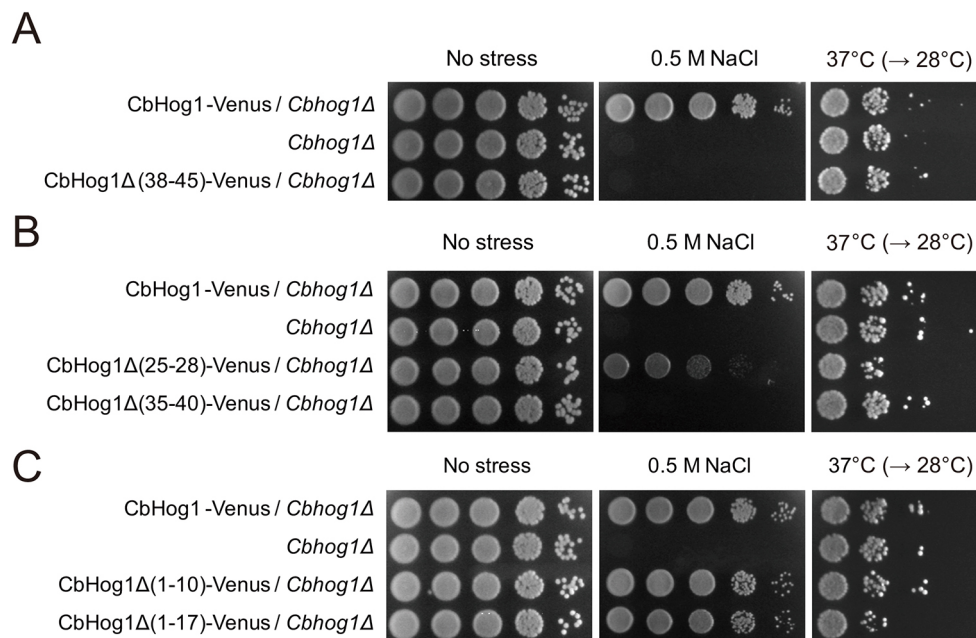 A
No stress 0.5 M NaCl 37°C (→ 28°C)
CbHog1-Venus / Cbhog1Δ
Cbhog1Δ
CbHog1Δ(38-45)-Venus / Cbhog1Δ
B
No stress 0.5 M NaCl 37°C (→ 28°C)
CbHog1-Venus / Cbhog1Δ
Cbhog1Δ
CbHog1Δ(25-28)-Venus / Cbhog1Δ
CbHog1Δ(35-40)-Venus / Cbhog1Δ
C
No stress 0.5 M NaCl 37°C (→ 28°C)
CbHog1 -Venus / Cbhog1Δ
Cbhog1Δ
CbHog1Δ(1-10)-Venus / Cbhog1Δ
CbHog1Δ(1-17)-Venus / Cbhog1Δ